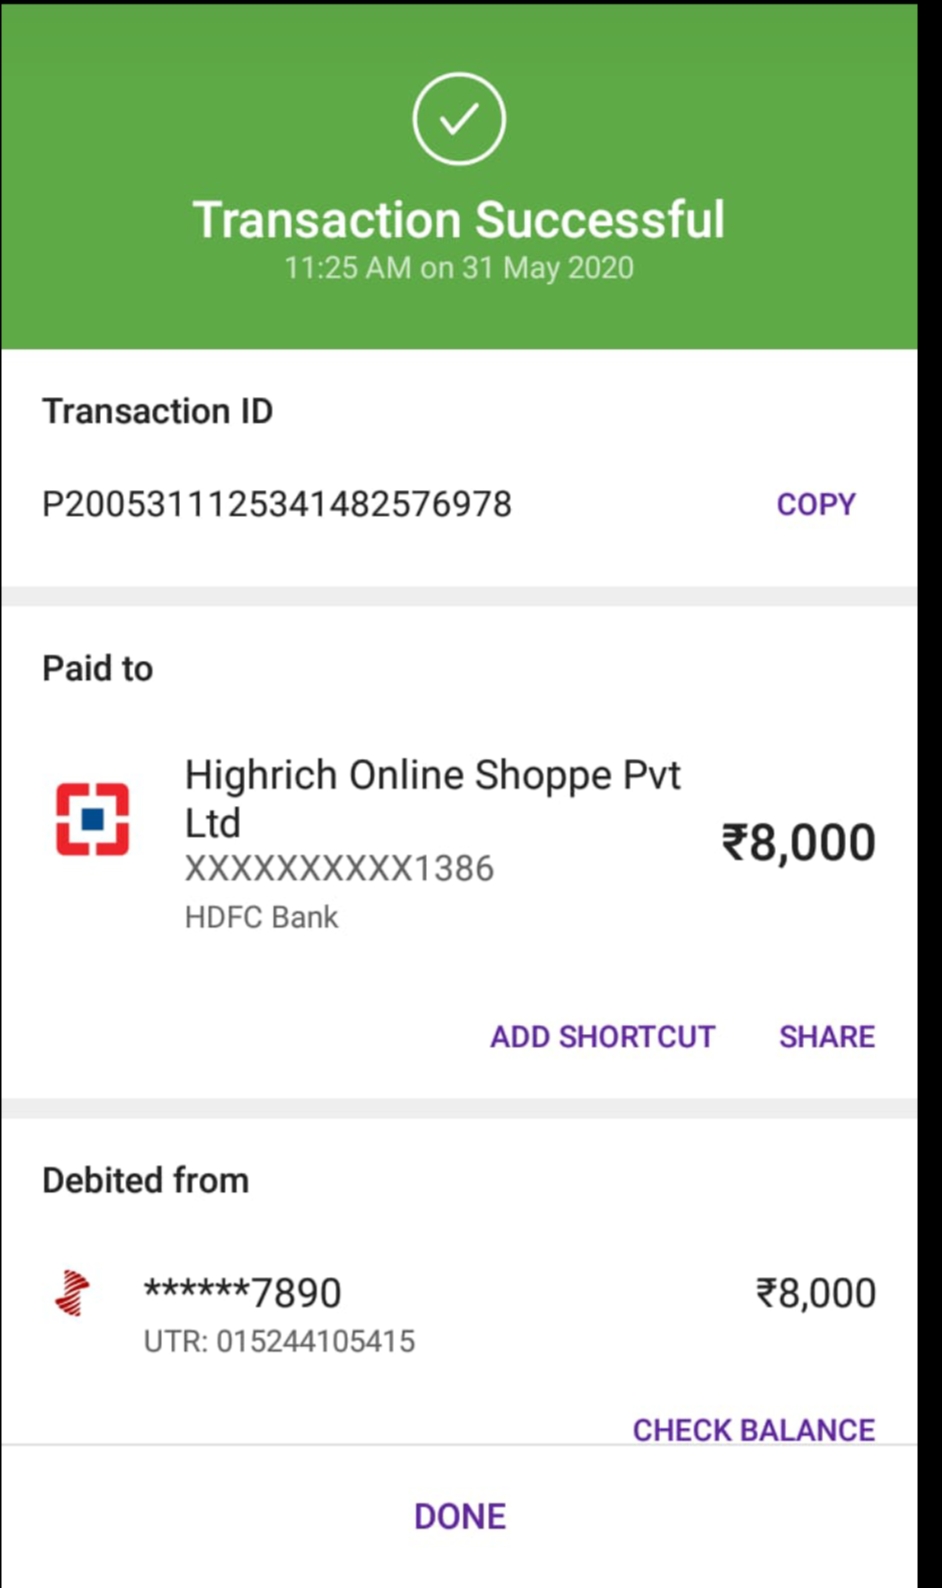 Transaction Successful
11:25 AM on 31 May 2020
Transaction ID
P2005311125341482576978
COPY
Paid to
Highrich Online Shoppe Pvt
Ltd
XXXXXXXXXX1386
HDFC Bank
₹8,000
ADD SHORTCUT
SHARE
Debited from
******7890
₹8,000
UTR: 015244105415
CHECK BALANCE
DONE